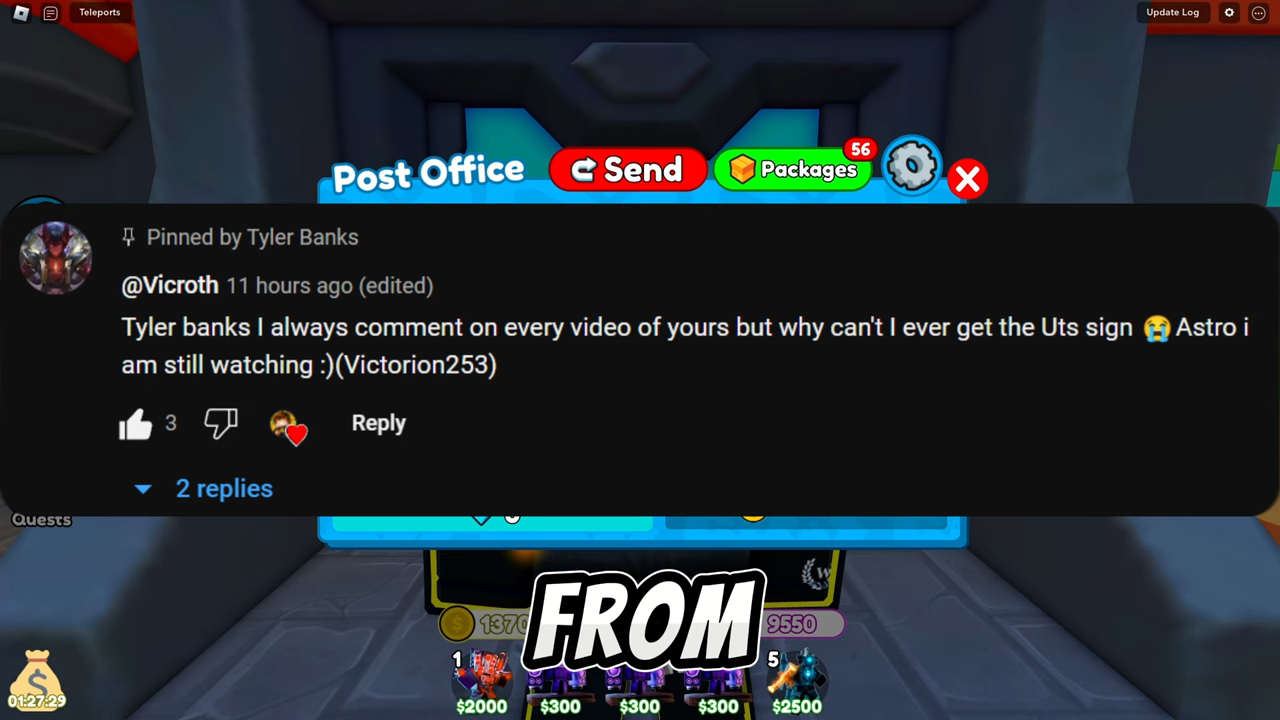 Teleports
Update Log
Post Office
Send
Packages
56
Pinned by Tyler Banks
@Vicroth 11 hours ago (edited)
Tyler banks I always comment on every video of yours but why can't I ever get the Uts sign 😭 Astro i
am still watching :)(Victorion253)
3
Reply
2 replies
Quests
FROM
9550
1
5
01:27:29
$2000
$300
$300
$300
$2500